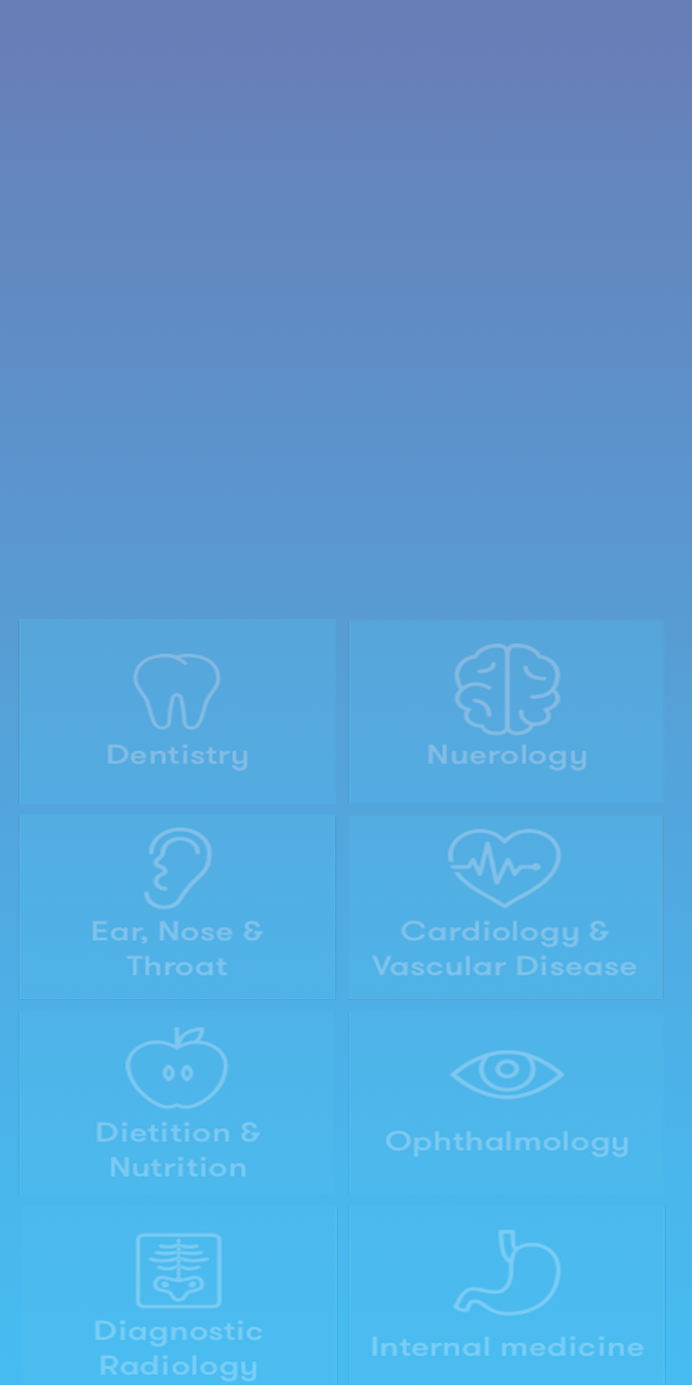 Dentistry
Nuerology
Ear, Nose &
Throat
Cardiology &
Vascular Disease
Dietition &
Nutrition
Ophthalmology
Diagnostic
Radiology
Internal medicine